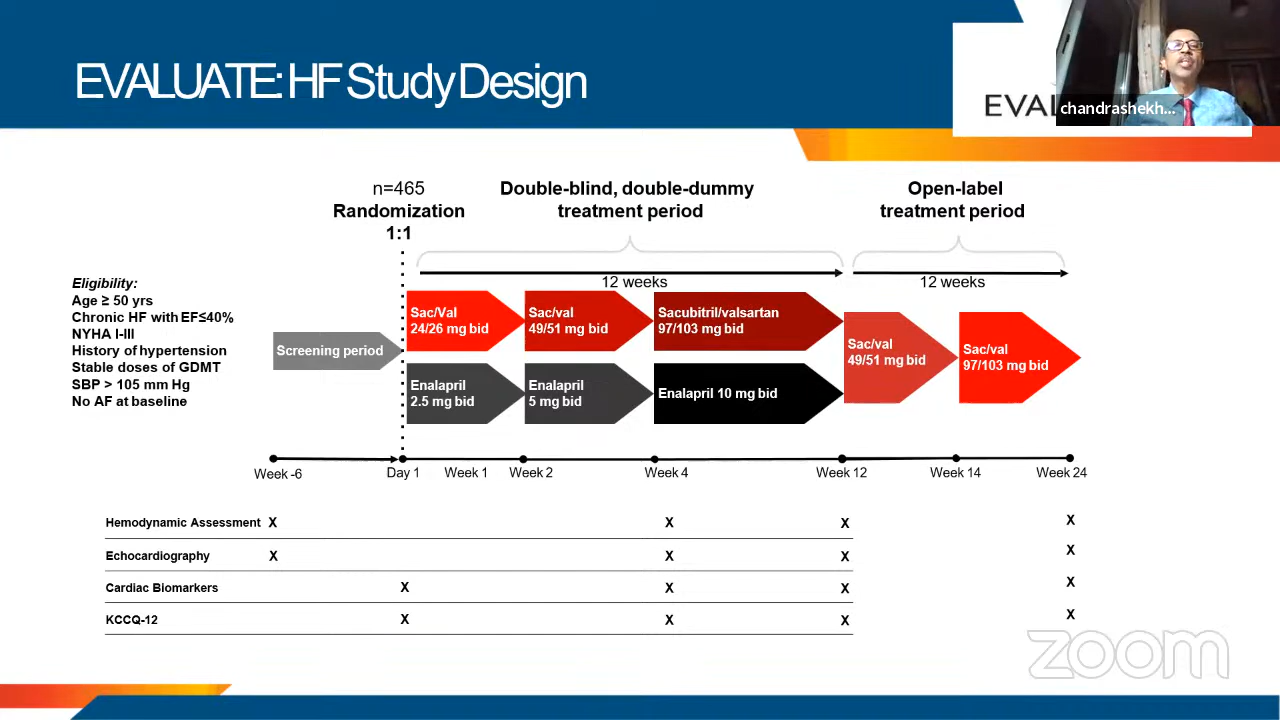 EVALUATE: HF Study Design
EVAL
chandrashekh...
n=465
Randomization
1:1
Double-blind, double-dummy
treatment period
Open-label
treatment period
12 weeks
12 weeks
Eligibility:
Age ≥ 50 yrs
Chronic HF with EF≤40%
NYHA I-III
History of hypertension
Stable doses of GDMT
SBP > 105 mm Hg
No AF at baseline
Screening period
Sac/Val
24/26 mg bid
Sac/val
49/51 mg bid
Sacubitril/valsartan
97/103 mg bid
Enalapril
2.5 mg bid
Enalapril
5 mg bid
Enalapril 10 mg bid
Sac/val
49/51 mg bid
Sac/val
97/103 mg bid
Week -6 Day 1 Week 1 Week 2 Week 4 Week 12 Week 14 Week 24
Hemodynamic Assessment X X X X
Echocardiography X X X X
Cardiac Biomarkers X X X X
KCCQ-12 X X X X
zoom